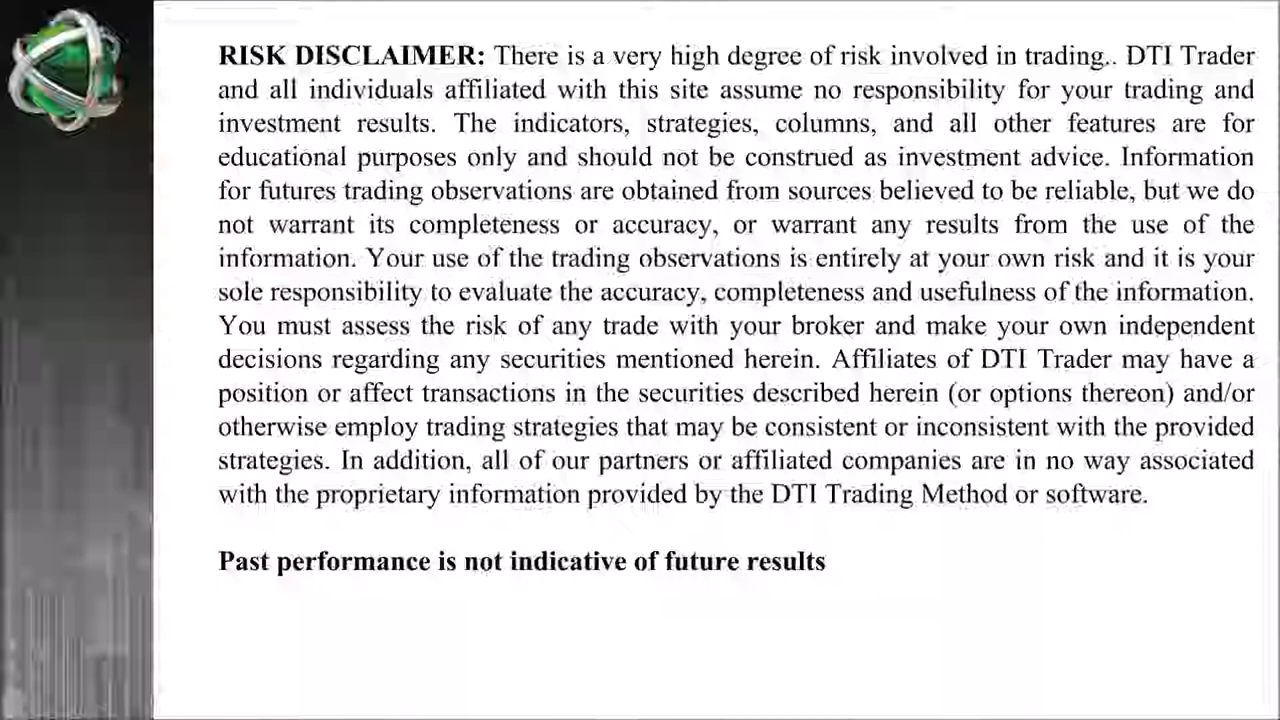 RISK DISCLAIMER: There is a very high degree of risk involved in trading.. DTI Trader
and all individuals affiliated with this site assume no responsibility for your trading and
investment results. The indicators, strategies, columns, and all other features are for
educational purposes only and should not be construed as investment advice. Information
for futures trading observations are obtained from sources believed to be reliable, but we do
not warrant its completeness or accuracy, or warrant any results from the use of the
information. Your use of the trading observations is entirely at your own risk and it is your
sole responsibility to evaluate the accuracy, completeness and usefulness of the information.
You must assess the risk of any trade with your broker and make your own independent
decisions regarding any securities mentioned herein. Affiliates of DTI Trader may have a
position or affect transactions in the securities described herein (or options thereon) and/or
otherwise employ trading strategies that may be consistent or inconsistent with the provided
strategies. In addition, all of our partners or affiliated companies are in no way associated
with the proprietary information provided by the DTI Trading Method or software.
Past performance is not indicative of future results